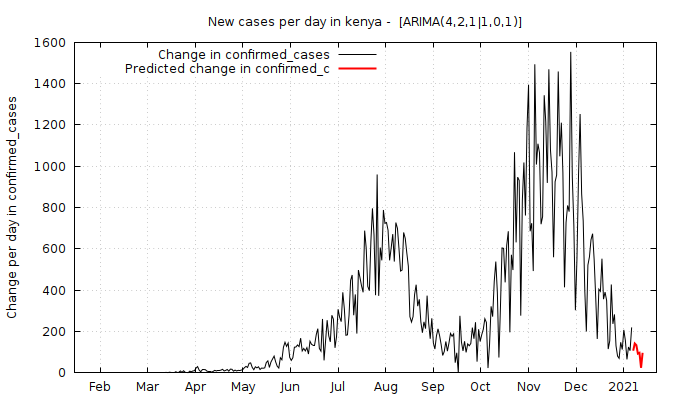 New cases per day in kenya - [ARIMA(4,2,1|1,0,1)]
Change in confirmed_cases
Predicted change in confirmed_c
Change per day in confirmed_cases
1600
1400
1200
1000
800
600
400
200
0
Feb Mar Apr May Jun Jul Aug Sep Oct Nov Dec 2021